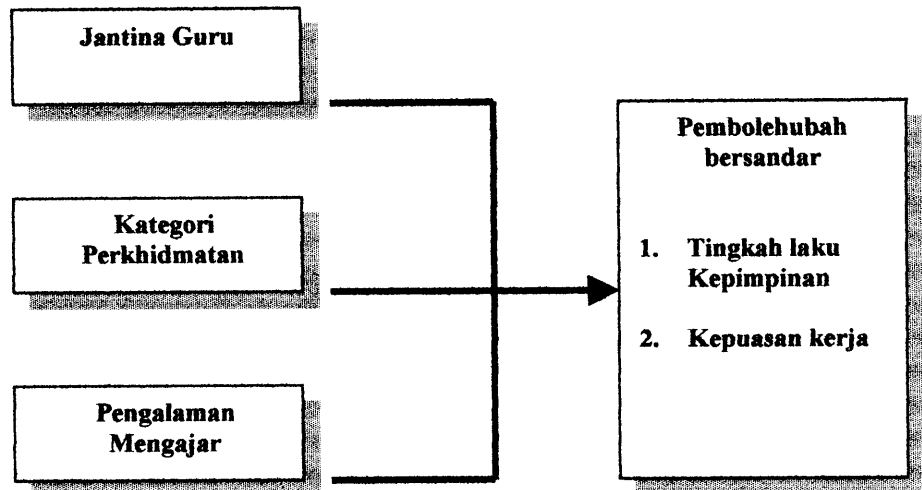 Jantina Guru
Kategori
Perkhidmatan
Pengalaman
Mengajar
Pembolehubah
bersandar
1. Tingkah laku
Kepimpinan
2. Kepuasan kerja